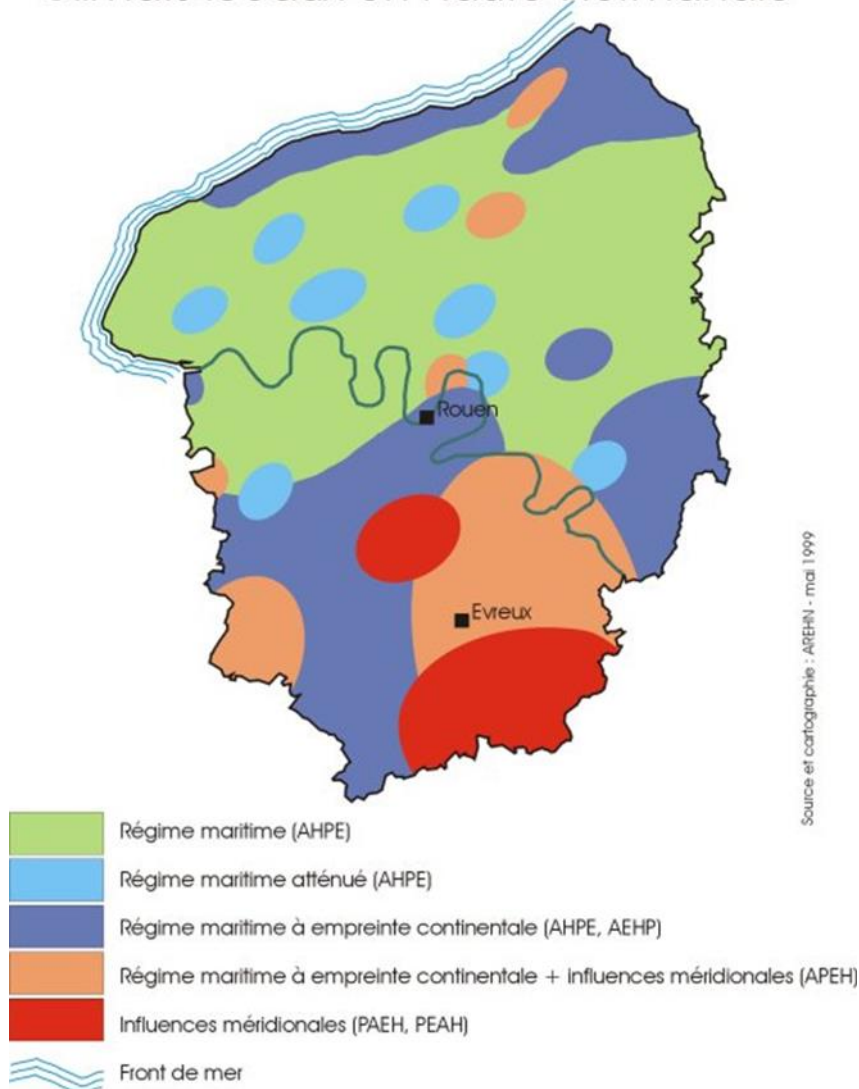 Rouen
Evreux
Source et cartographie : AREHN - mai 1999
Régime maritime (AHPE)
Régime maritime atténué (AHPE)
Régime maritime à empreinte continentale (AHPE, AEHP)
Régime maritime à empreinte continentale + influences méridionales (APEH)
Influences méridionales (PAEH, PEAH)
Front de mer